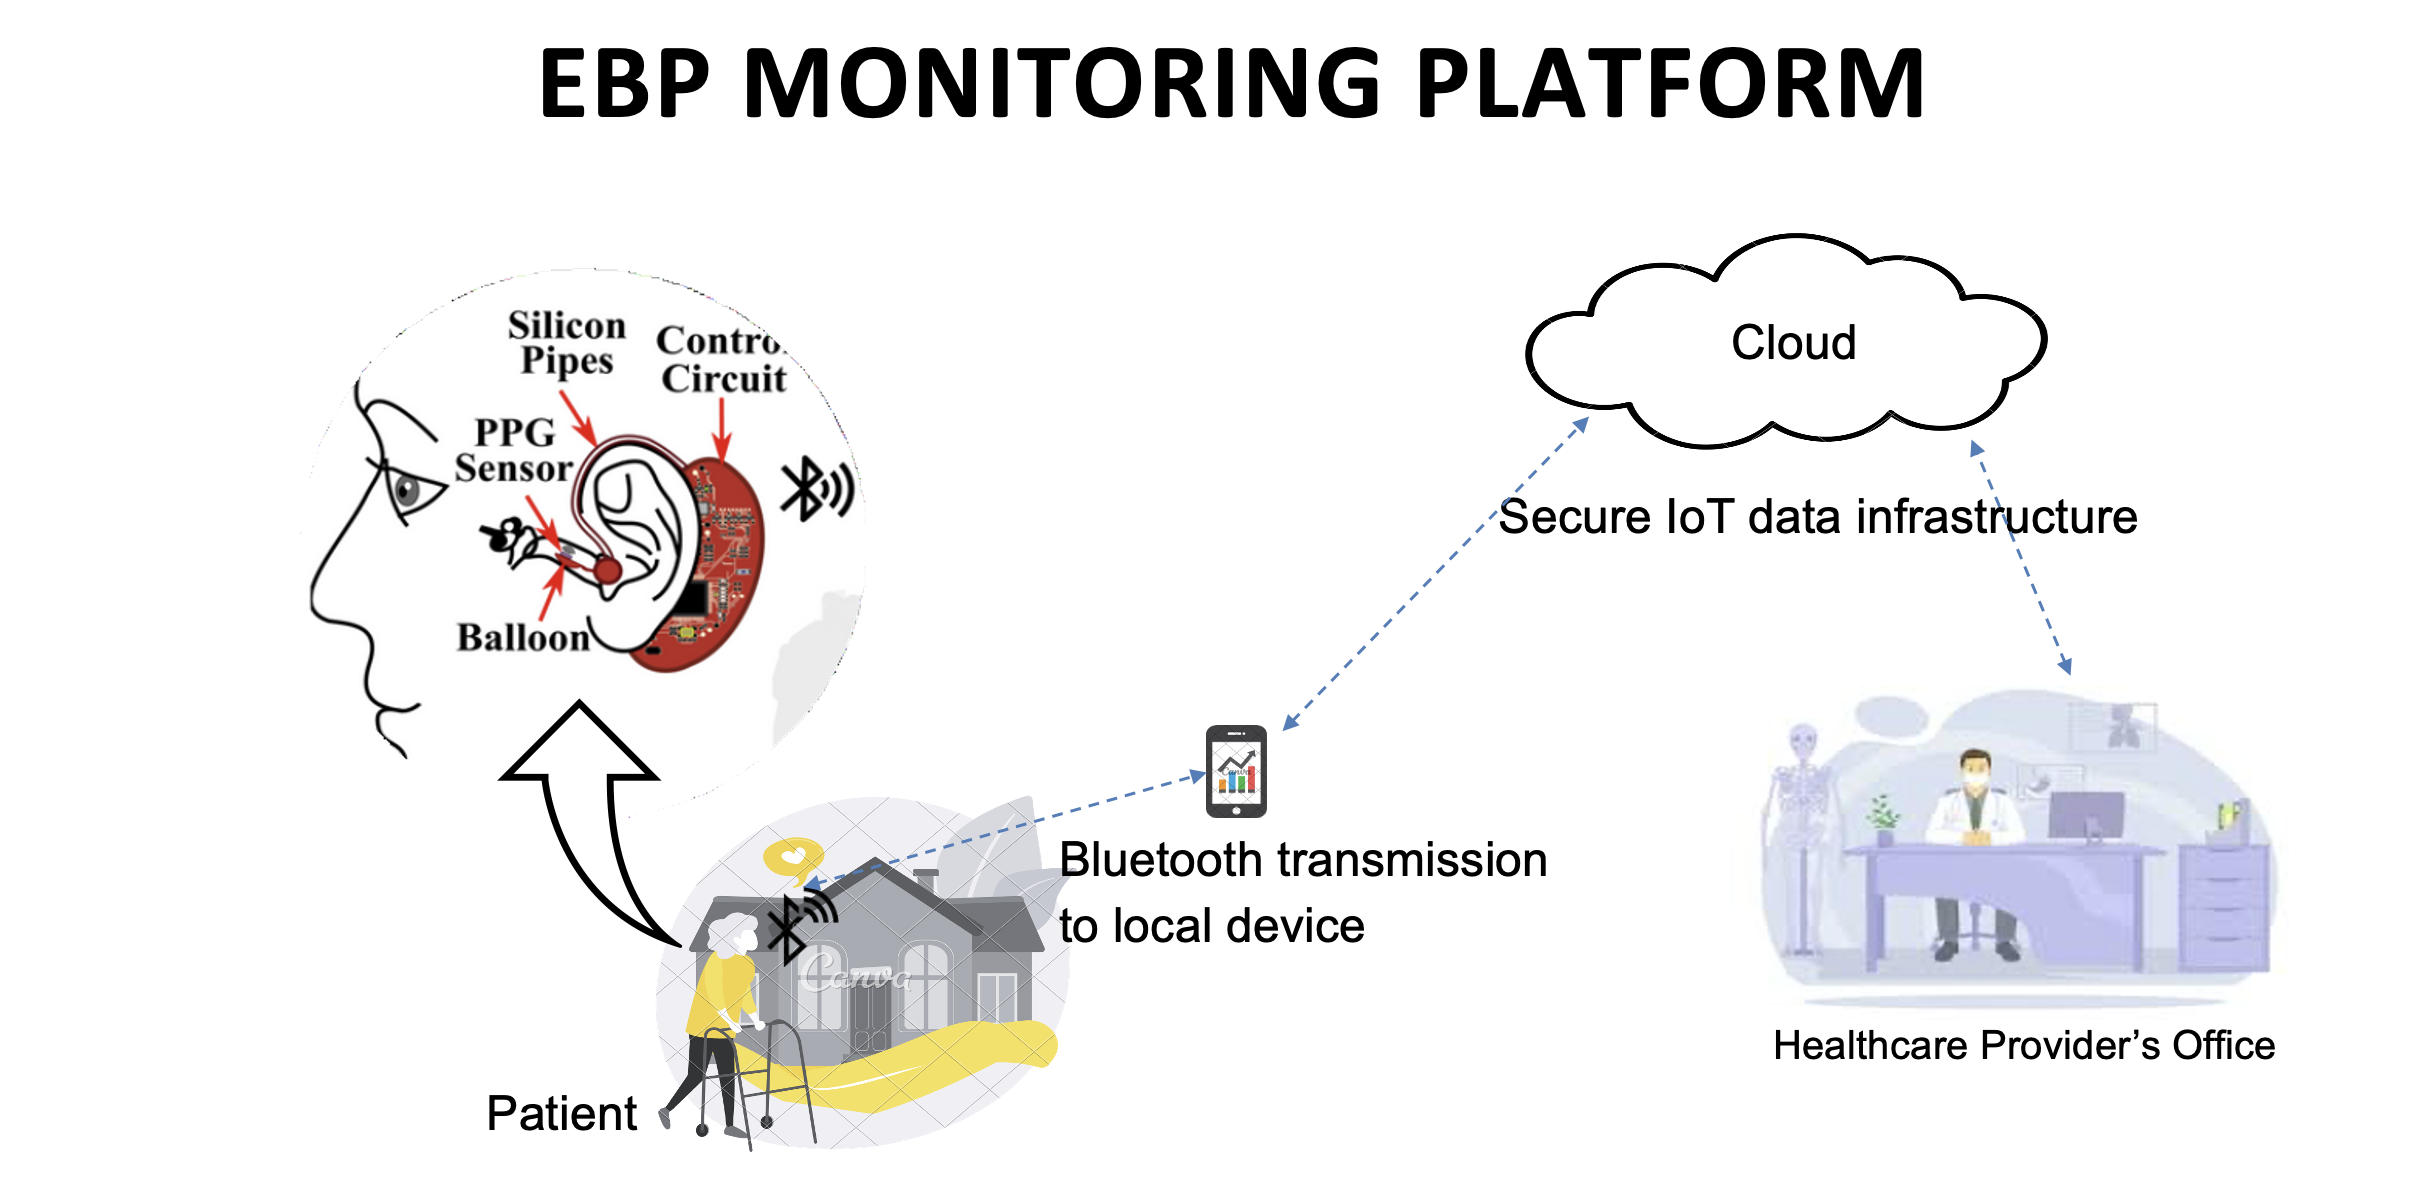 EBP MONITORING PLATFORM
Silicon
Pipes
Contro
Circuit
PPG
Sensor
Balloon
Cloud
Secure IoT data infrastructure
Canva
Bluetooth transmission
to local device
Canva
Healthcare Provider’s Office
Patient